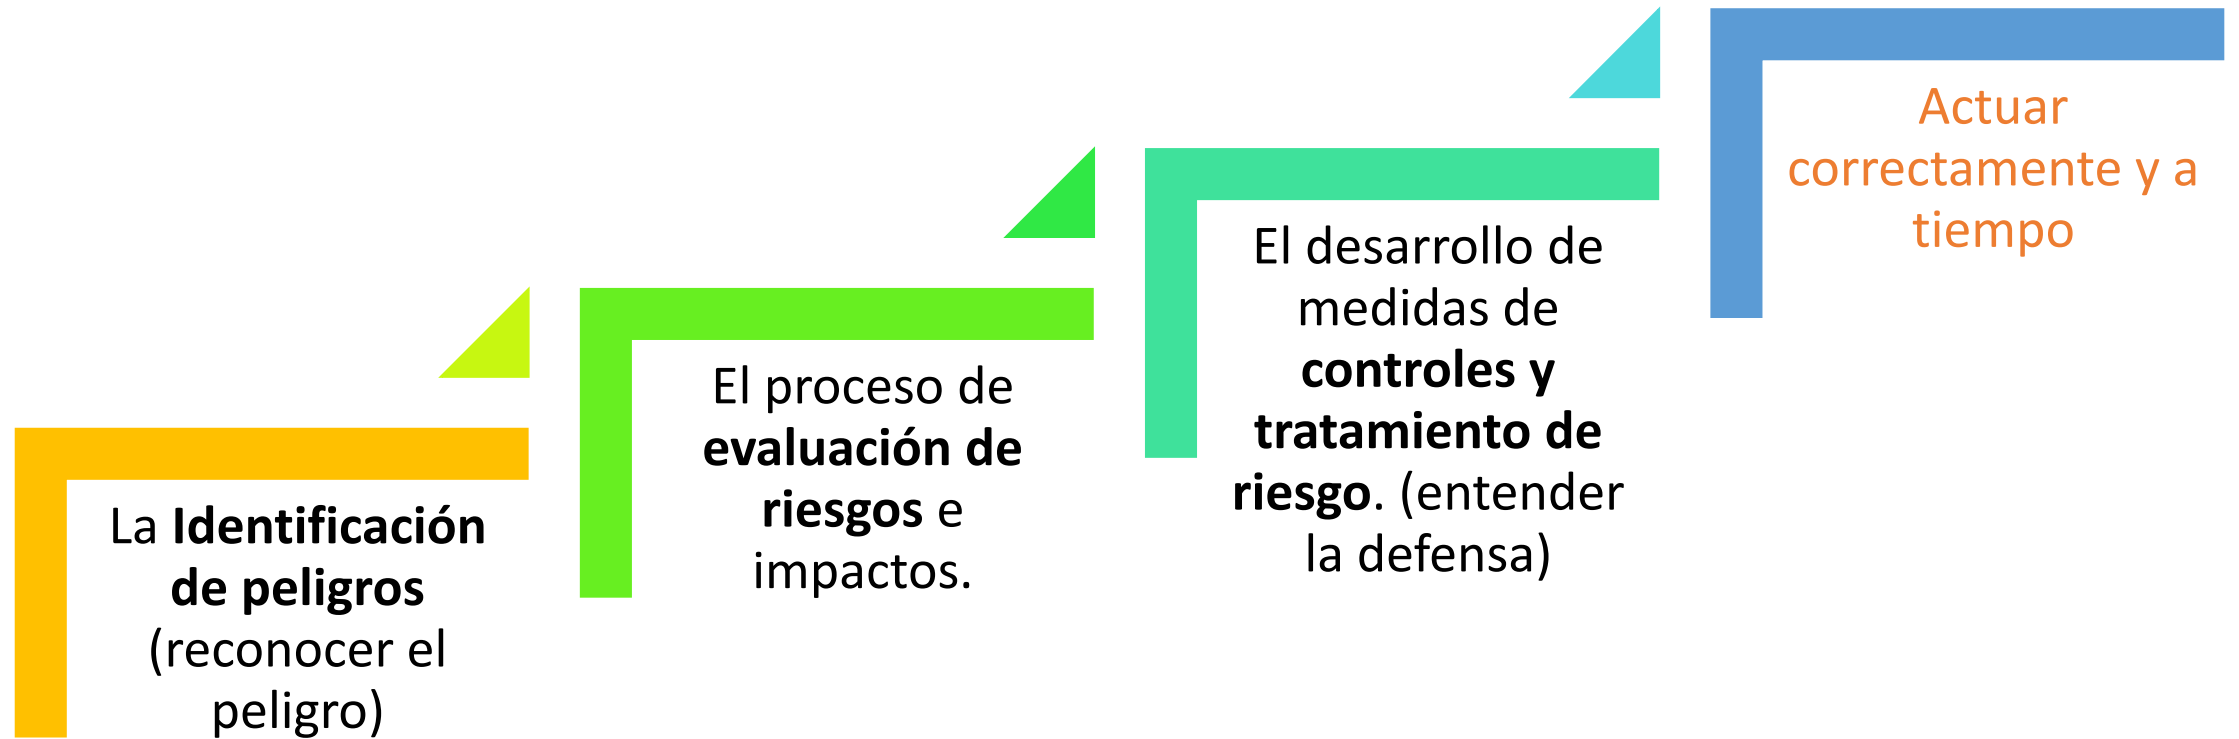 La Identificación
de peligros
(reconocer el
peligro)
El proceso de
evaluación de
riesgos e
impactos.
El desarrollo de
medidas de
controles y
tratamiento de
riesgo. (entender
la defensa)
Actuar
correctamente y a
tiempo